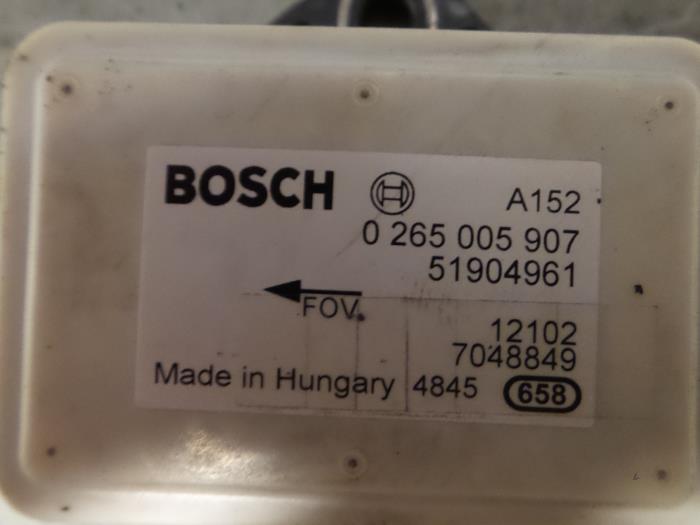 BOSCH A152
0 265 005 907
51904961
FOV
12102
7048849
Made in Hungary 4845 658